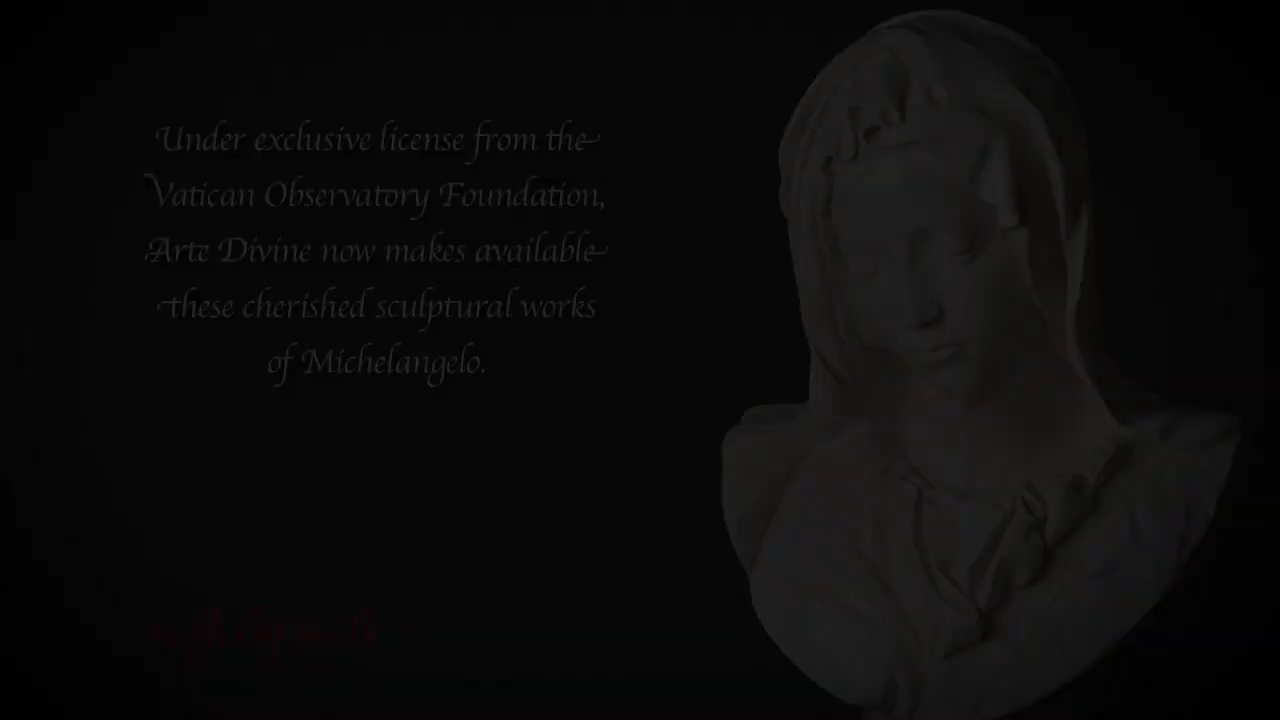 Under exclusive license from the
Vatican Observatory Foundation,
Arte Divine now makes available
these cherished sculptural works
of Michelangelo.